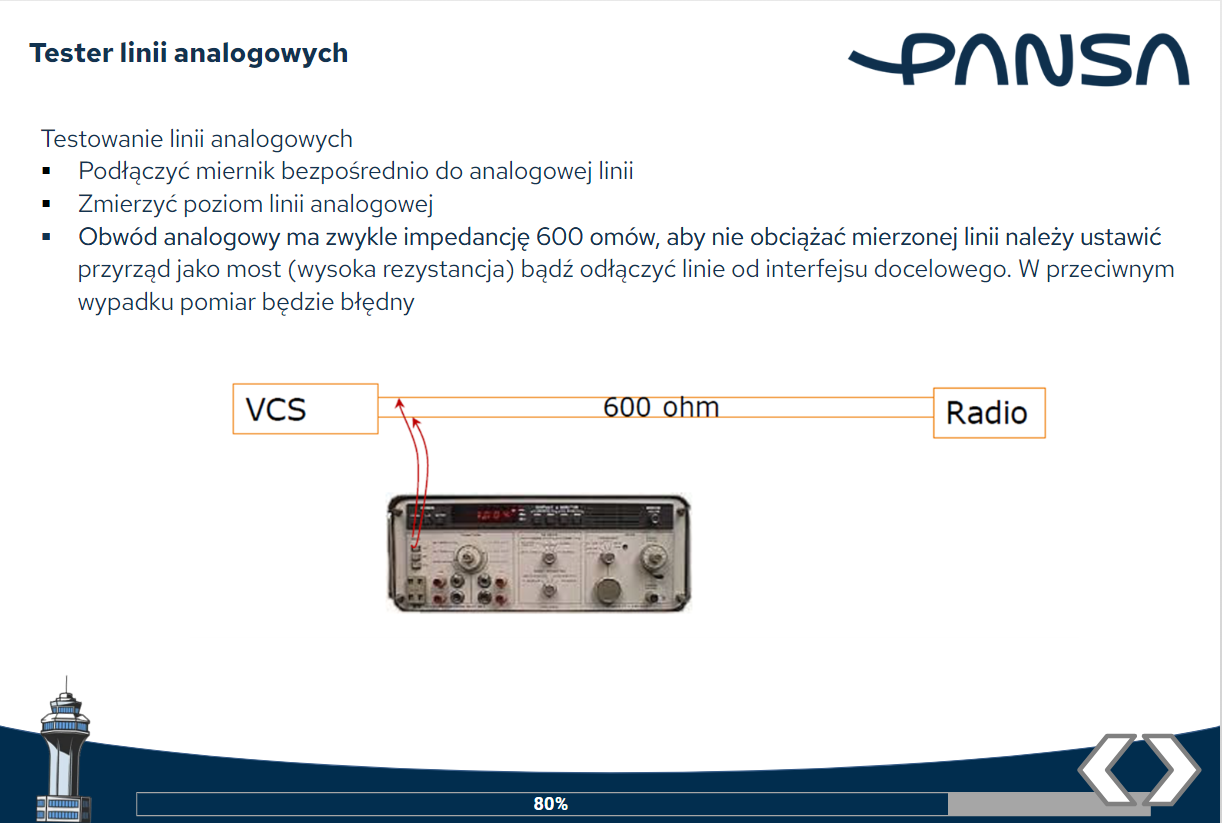 Tester linii analogowych
PANSA
Testowanie linii analogowych
▪ Podłączyć miernik bezpośrednio do analogowej linii
▪ Zmierzyć poziom linii analogowej
▪ Obwód analogowy ma zwykle impedancję 600 omów, aby nie obciążać mierzonej linii należy ustawić
przyrząd jako most (wysoka rezystancja) bądź odłączyć linie od interfejsu docelowego. W przeciwnym
wypadku pomiar będzie błędny
VCS
600 ohm
Radio
80%